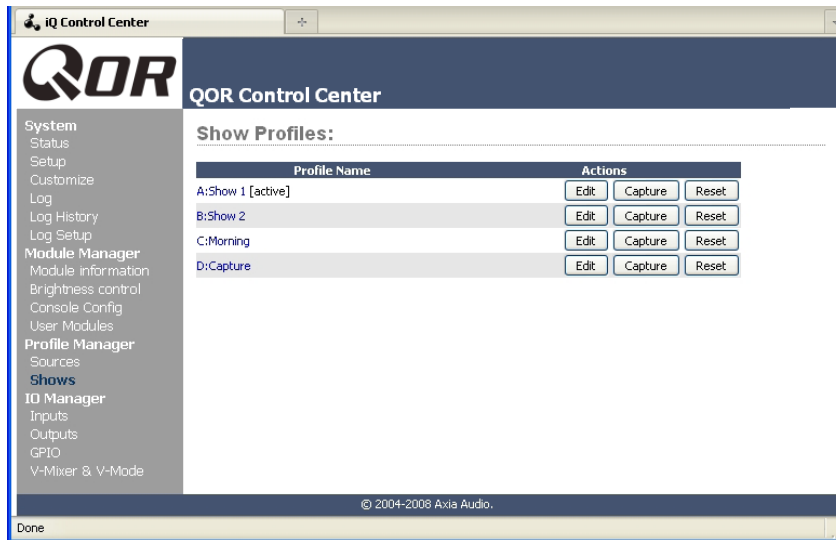 iQ Control Center
QOR
QOR Control Center
System
Status
Setup
Customize
Log
Log History
Log Setup
Module Manager
Module information
Brightness control
Console Config
User Modules
Profile Manager
Sources
Shows
IO Manager
Inputs
Outputs
GPIO
V-Mixer & V-Mode
Show Profiles:
Profile Name Actions
A:Show 1 [active] Edit Capture Reset
B:Show 2 Edit Capture Reset
C:Morning Edit Capture Reset
D:Capture Edit Capture Reset
© 2004-2008 Axia Audio.
Done